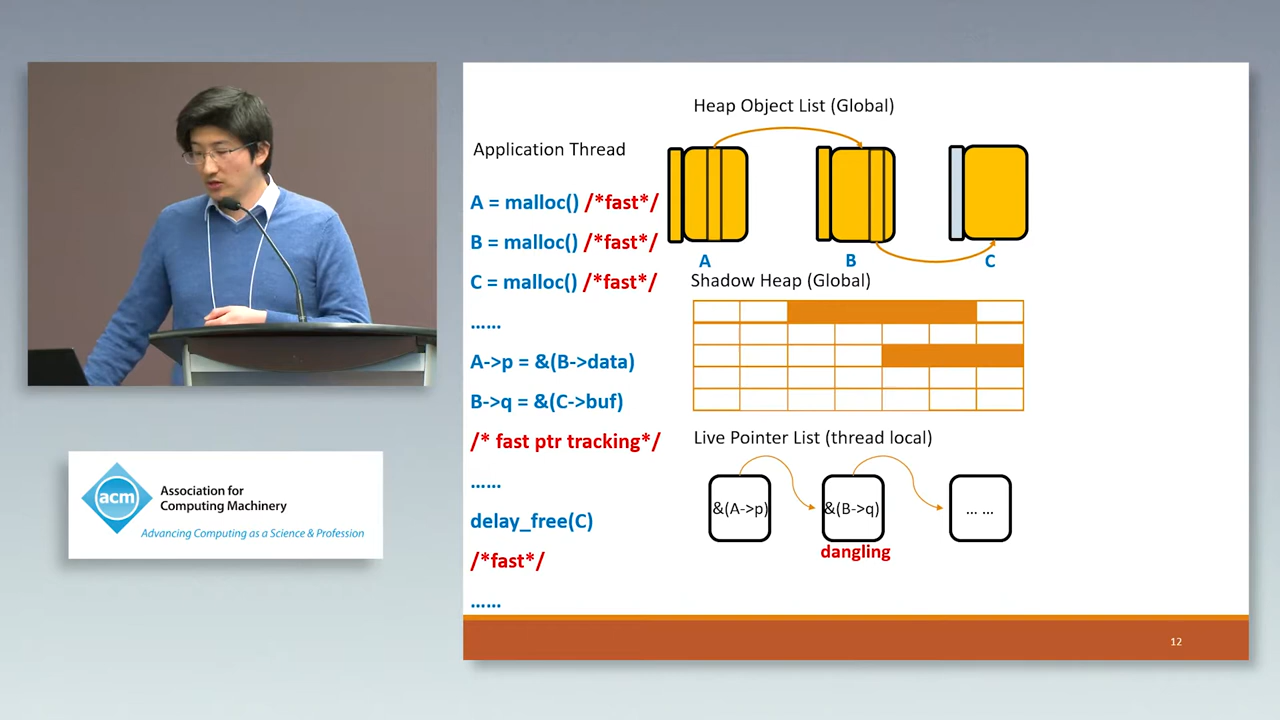 Heap Object List (Global)
Application Thread
A = malloc() /*fast*/
B = malloc() /*fast*/
C = malloc() /*fast*/
……
A->p = &(B->data)
B->q = &(C->buf)
/* fast ptr tracking*/
……
delay_free(C)
/*fast*/
……
A
B
C
Shadow Heap (Global)
Live Pointer List (thread local)
&(A->p)
&(B->q)
... ...
dangling
12
acm
Association for
Computing Machinery
Advancing Computing as a Science & Profession